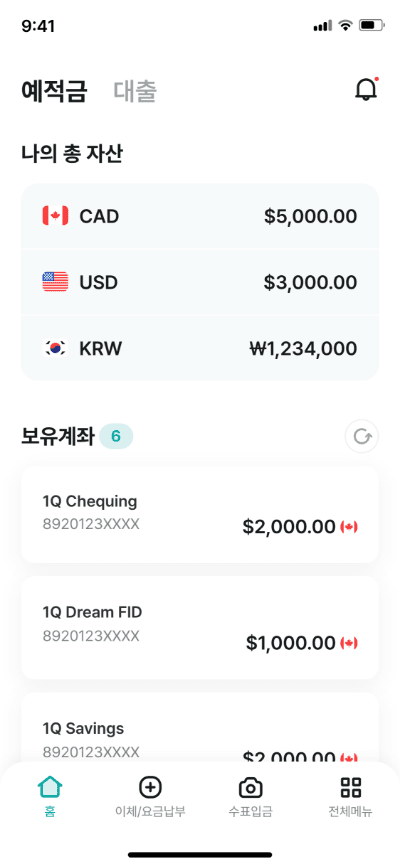 9:41
예적금 대출
나의 총 자산
CAD $5,000.00
USD $3,000.00
KRW ₩1,234,000
보유계좌 6
1Q Chequing
8920123XXXX
$2,000.00
1Q Dream FID
8920123XXXX
$1,000.00
1Q Savings
8920123XXXX
$2,000.00
홈 이체/요금납부 수표입금 전체메뉴